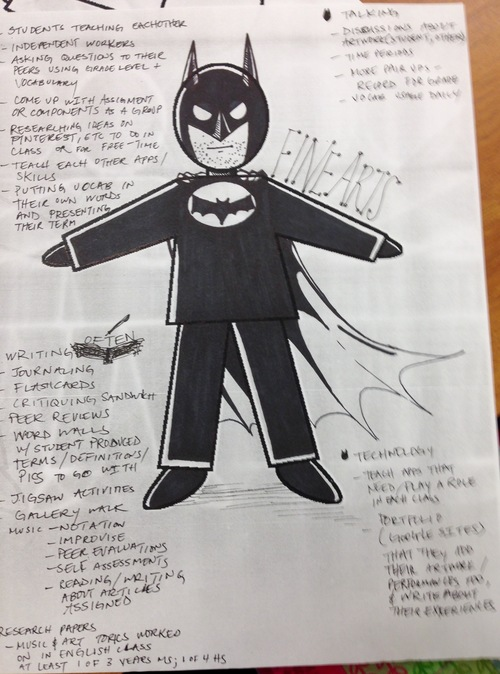 - STUDENTS TEACHING EACHOTHER
- INDEPENDENT WORKERS
- ASKING QUESTIONS TO THEIR
PEERS USING GRADE LEVEL +
VOCABULARY
- COME UP WITH ASSIGNMENT
OR COMPONENTS AS A GROUP
- RESEARCHING IDEAS ON
PINTEREST, ETC TO DO IN
CLASS OR FOR FREE-TIME
- TEACH EACH OTHER APPS/
SKILLS
- PUTTING VOCAB IN
THEIR OWN WORDS
AND PRESENTING
THEIR TERM
FINE ARTS
TALKING
- DISCUSSIONS ABOUT
ARTWORK (STUDENT, OTHER)
- TIME PERIODS
- MORE PAIR UPS -
RECORD FOR GRADE
- VOCAB USAGE DAILY
WRITING OFTEN
- JOURNALING
- FLASHCARDS
CRITIQUING SANDWICH
- PEER REVIEWS
- WORD WALLS
W/ STUDENT PRODUCED
TERMS/DEFINITIONS/
PICS TO GO WITH
- JIGSAW ACTIVITIES
- GALLERY WALK
MUSIC - NOTATION
- IMPROVISE
- PEER EVALUATIONS
- SELF ASSESSMENTS
- READING/WRITING
ABOUT ARTICLES
ASSIGNED
RESEARCH PAPERS
- MUSIC & ART TOPICS WORKED
ON IN ENGLISH CLASS
AT LEAST 1 OF 3 YEARS MS; 1 OF 4 HS
TECHNOLOGY
- TEACH APPS THAT
NEED/PLAY A ROLE
IN EACH CLASS
- PORTFOLIO
(GOOGLE SITES)
THAT THEY ADD
THEIR ARTWORK/
PERFORMANCES
& WRITE ABOUT
THEIR EXPERIENCES